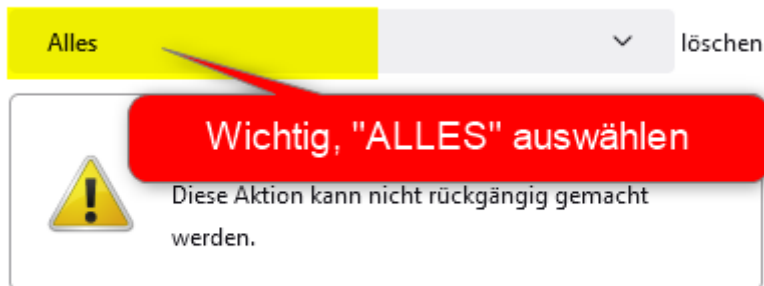 Alles löschen
Wichtig, "ALLES" auswählen
Diese Aktion kann nicht rückgängig gemacht
werden.